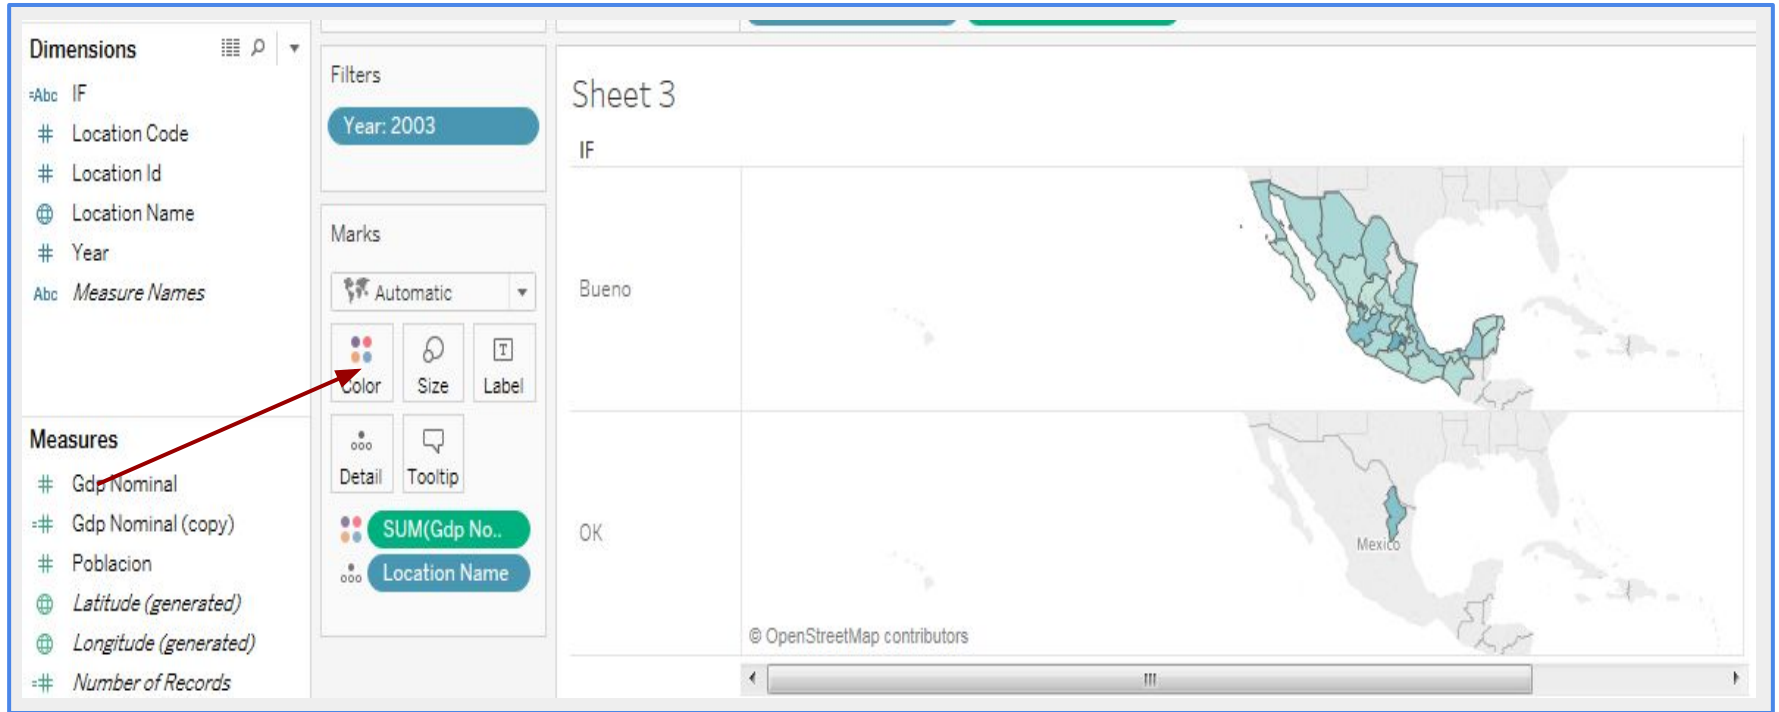 Dimensions
=Abc IF
# Location Code
# Location Id
Location Name
# Year
Abc Measure Names
Measures
# Gdp Nominal
=# Gdp Nominal (copy)
# Poblacion
Latitude (generated)
Longitude (generated)
=# Number of Records
Filters
Year: 2003
Marks
Automatic
Color Size T Label
Detail Tooltip
SUM(Gdp No..
Location Name
Sheet 3
IF
Bueno
OK
Mexico
© OpenStreetMap contributors